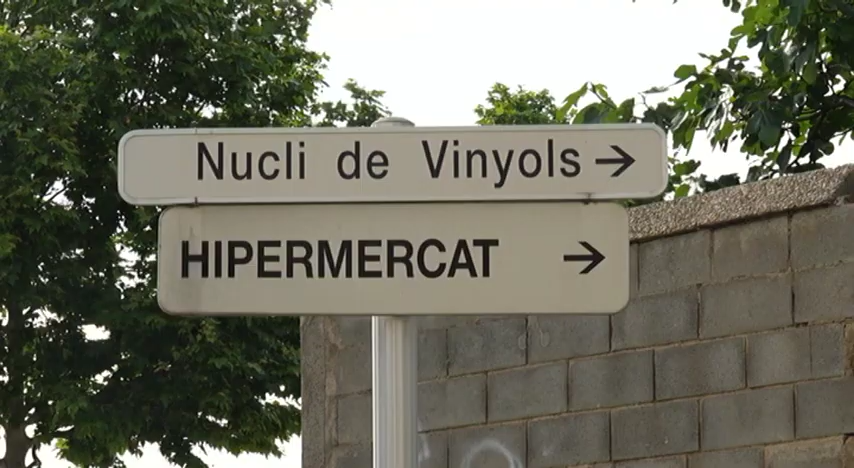 Nucli de Vinyols →
HIPERMERCAT →